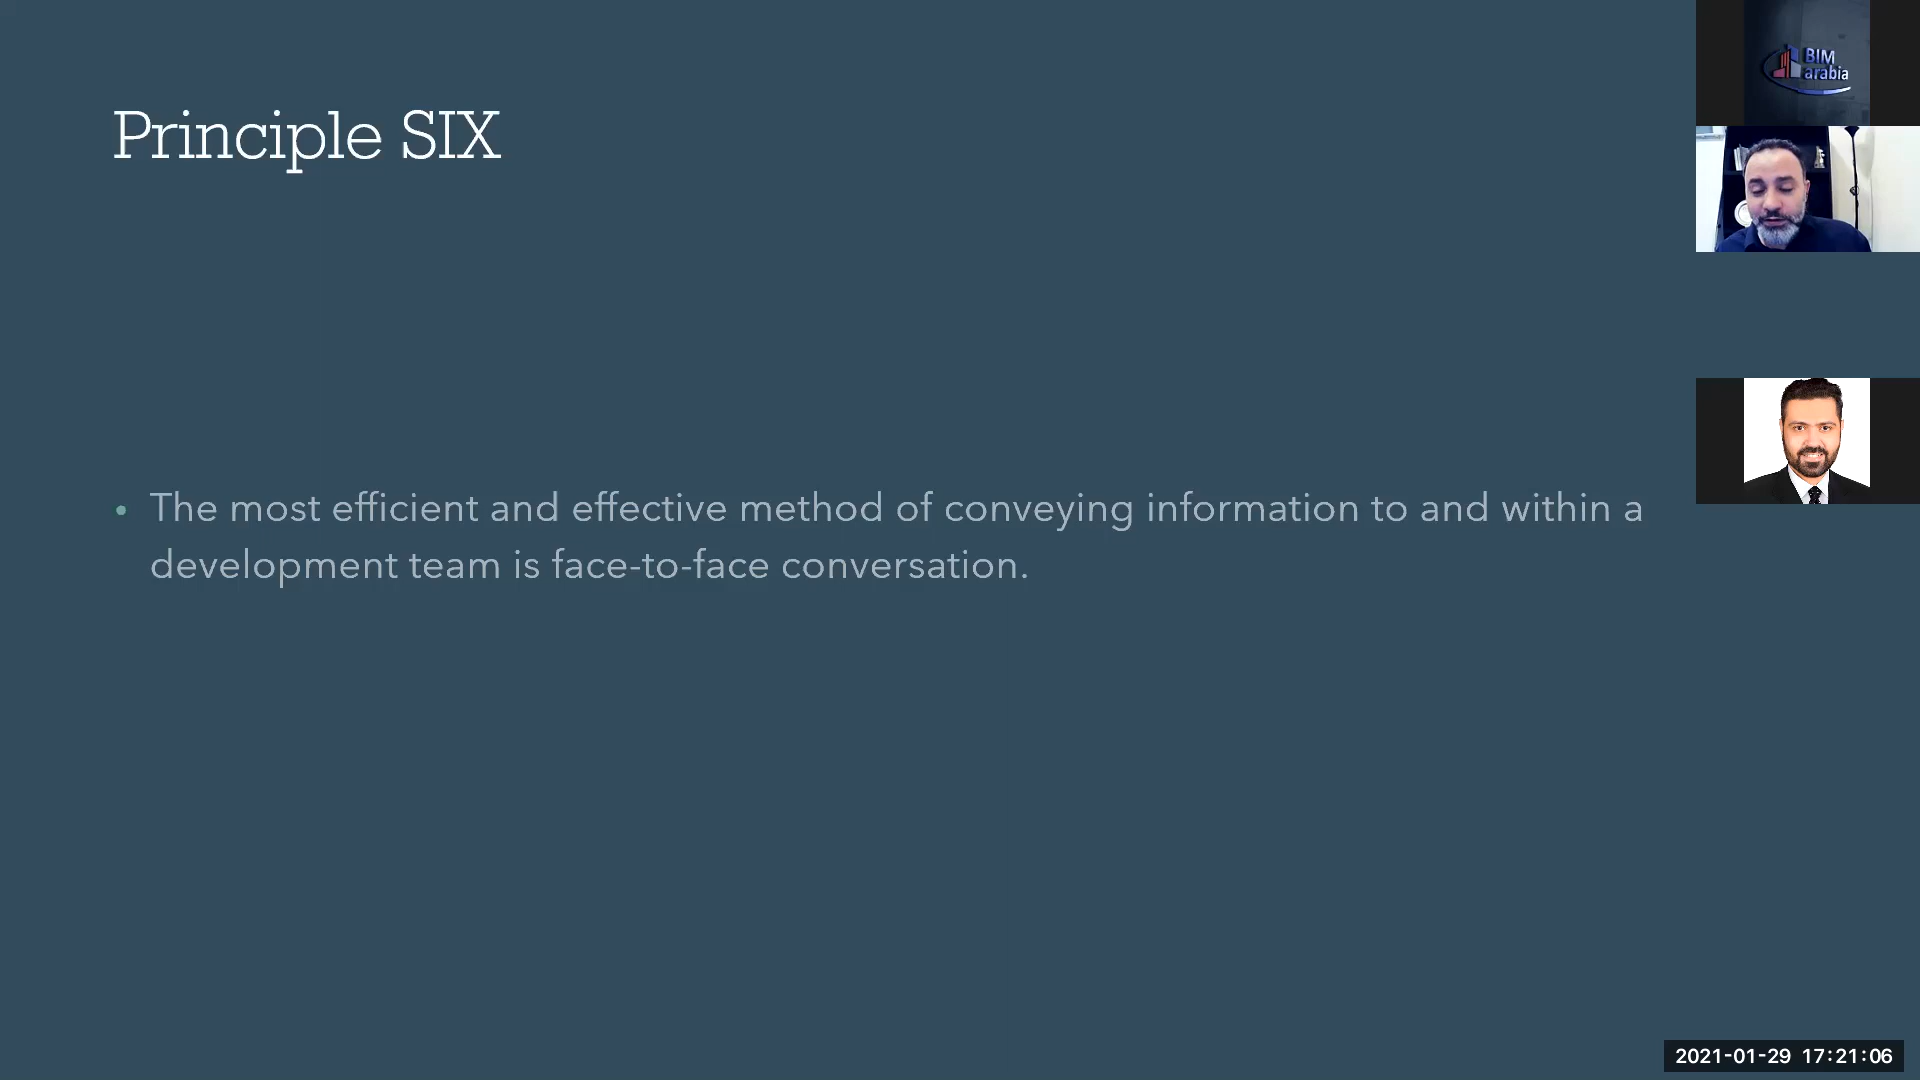 Principle SIX
BIM
arabia
• The most efficient and effective method of conveying information to and within a
development team is face-to-face conversation.
2021-01-29 17:21:06